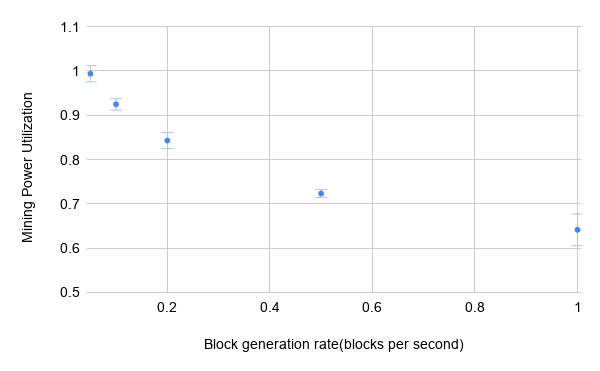 1.1
1
0.9
0.8
0.7
0.6
0.5
Mining Power Utilization
0.2 0.4 0.6 0.8 1
Block generation rate(blocks per second)